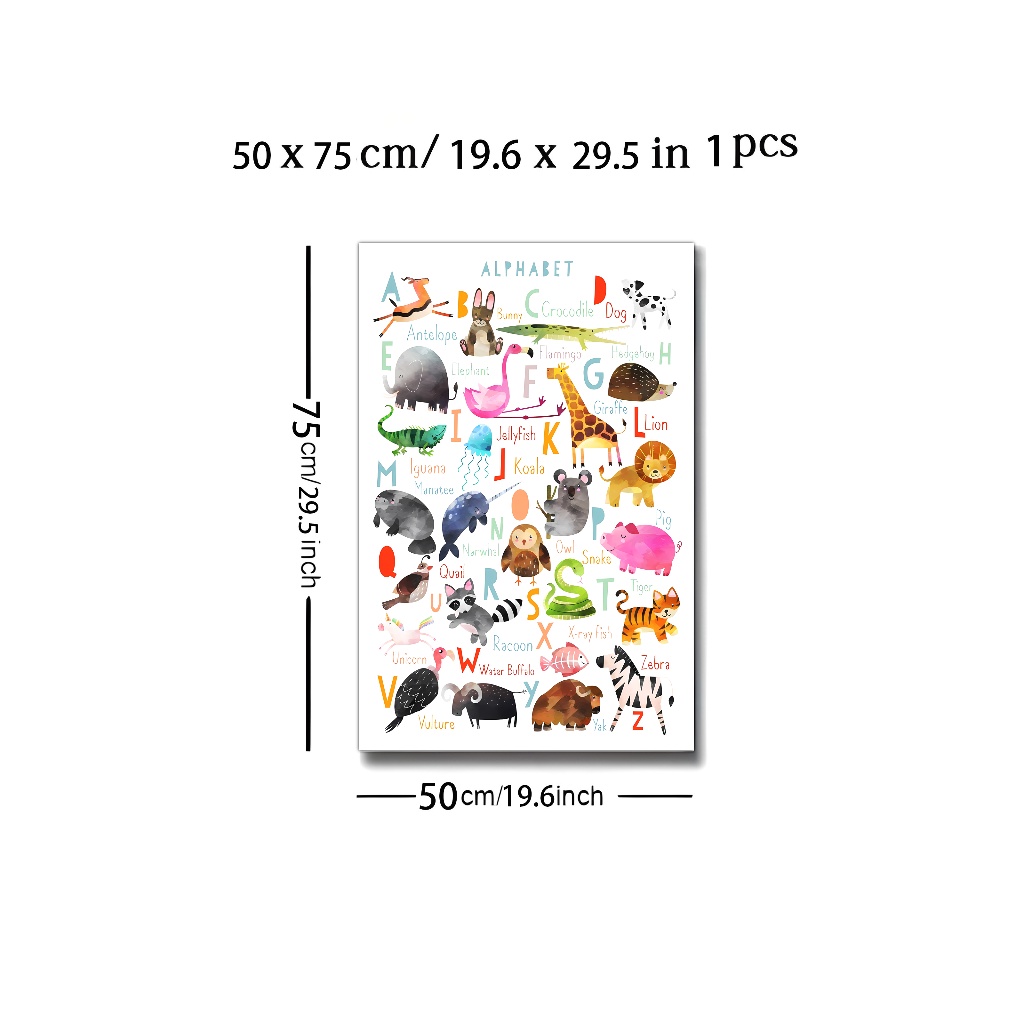 50 x 75 cm/ 19.6 x 29.5 in 1 pcs
75cm/29.5inch
ALPHABET
A
Antelope
B
Bunny
C
Crocodile
D
Dog
E
Elephant
F
Flamingo
G
Giraffe
H
Hedgehog
I
Iguana
J
Jellyfish
K
Koala
L
Lion
M
Manatee
N
Narwhal
O
Owl
P
Pig
Q
Quail
R
Racoon
S
Snake
T
Tiger
U
Unicorn
V
Vulture
W
Water Buffalo
X
X-ray fish
Y
Yak
Z
Zebra
50cm/19.6inch